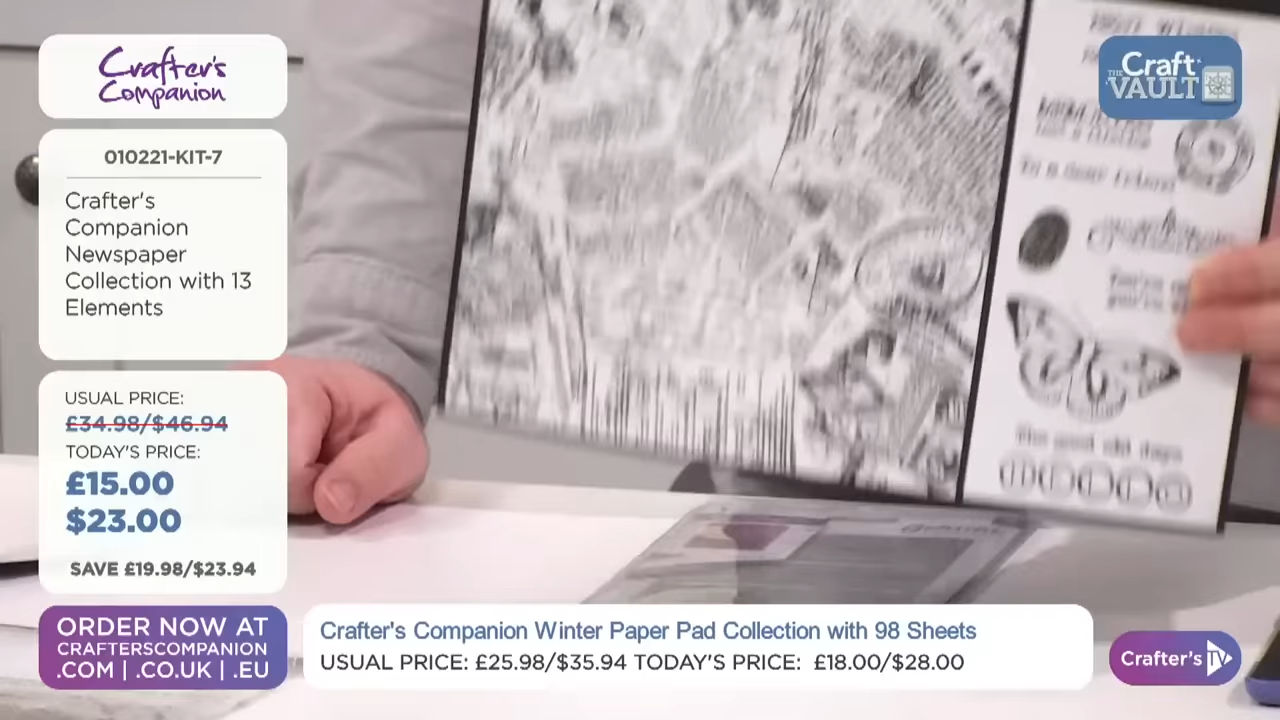 Crafter's
Companion
010221-KIT-7
Crafter's
Companion
Newspaper
Collection with 13
Elements
USUAL PRICE:
£34.98/$46.94
TODAY'S PRICE:
£15.00
$23.00
SAVE £19.98/$23.94
ORDER NOW AT
CRAFTERSCOMPANION
.COM | .CO.UK | .EU
Crafter's Companion Winter Paper Pad Collection with 98 Sheets
USUAL PRICE: £25.98/$35.94 TODAY'S PRICE: £18.00/$28.00
THE Craft
VAULT
To a dear friend
The good old days
Crafter's TV